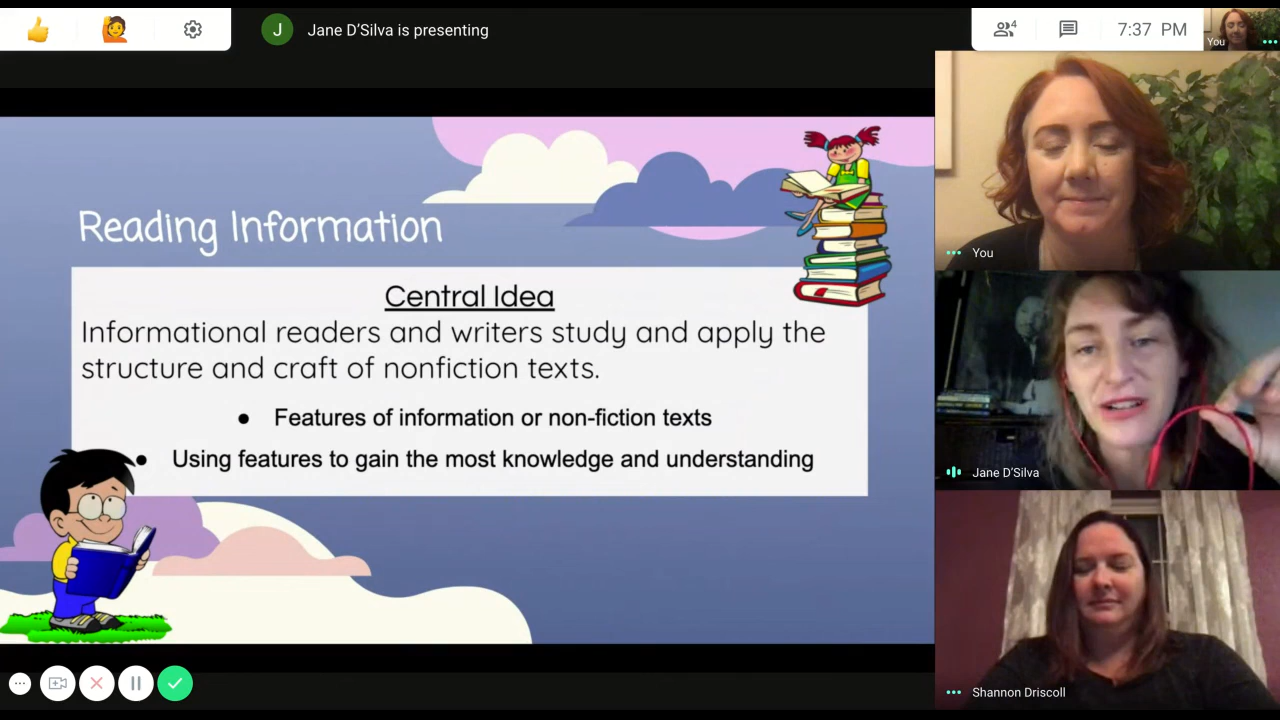 J
Jane D'Silva is presenting
4
7:37 PM
You
Reading Information
Central Idea
Informational readers and writers study and apply the
structure and craft of nonfiction texts.
● Features of information or non-fiction texts
● Using features to gain the most knowledge and understanding
You
Jane D'Silva
Shannon Driscoll